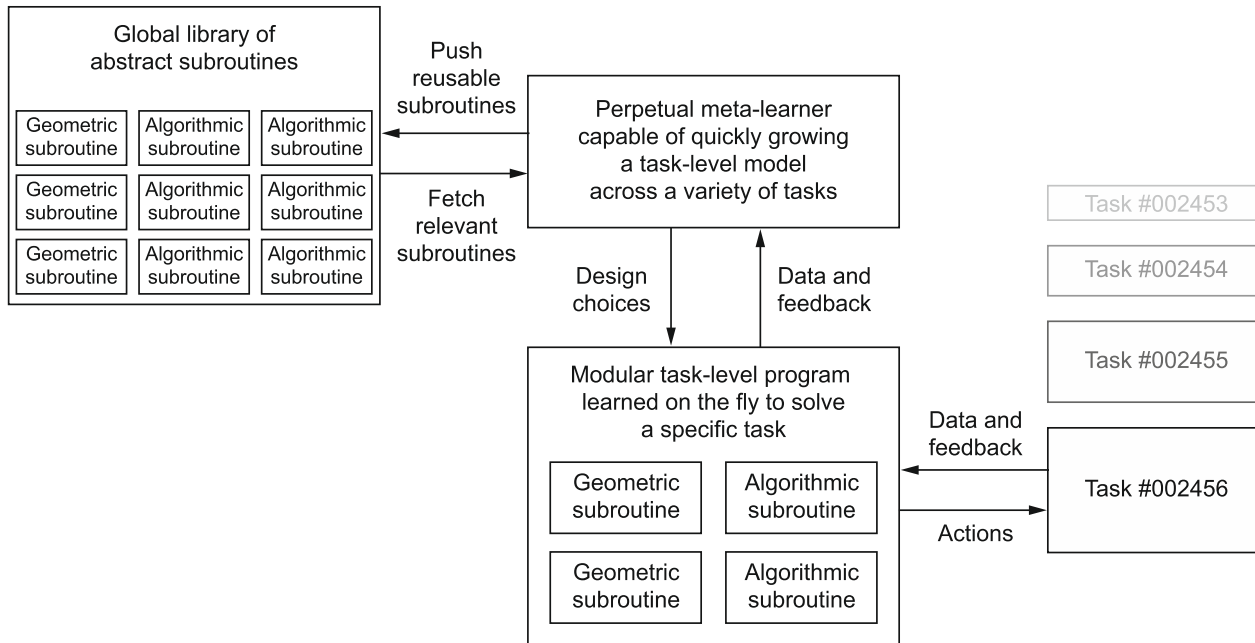 Global library of
abstract subroutines
Geometric
subroutine
Algorithmic
subroutine
Algorithmic
subroutine
Geometric
subroutine
Algorithmic
subroutine
Algorithmic
subroutine
Geometric
subroutine
Algorithmic
subroutine
Algorithmic
subroutine
Push
reusable
subroutines
Fetch
relevant
subroutines
Perpetual meta-learner
capable of quickly growing
a task-level model
across a variety of tasks
Design
choices
Data and
feedback
Modular task-level program
learned on the fly to solve
a specific task
Geometric
subroutine
Algorithmic
subroutine
Geometric
subroutine
Algorithmic
subroutine
Data and
feedback
Actions
Task #002453
Task #002454
Task #002455
Task #002456